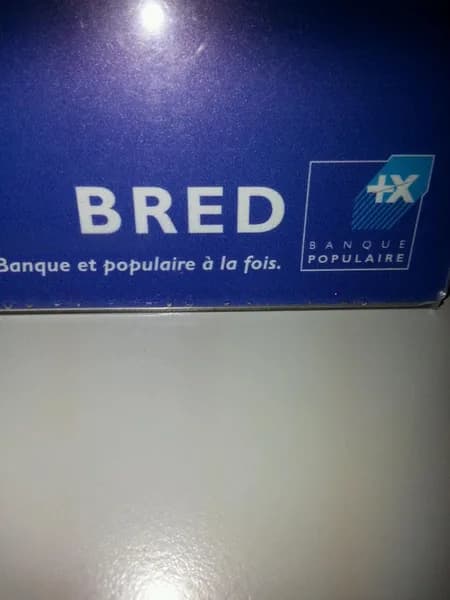 BRED
Banque et populaire à la fois.
+X
BANQUE
POPULAIRE